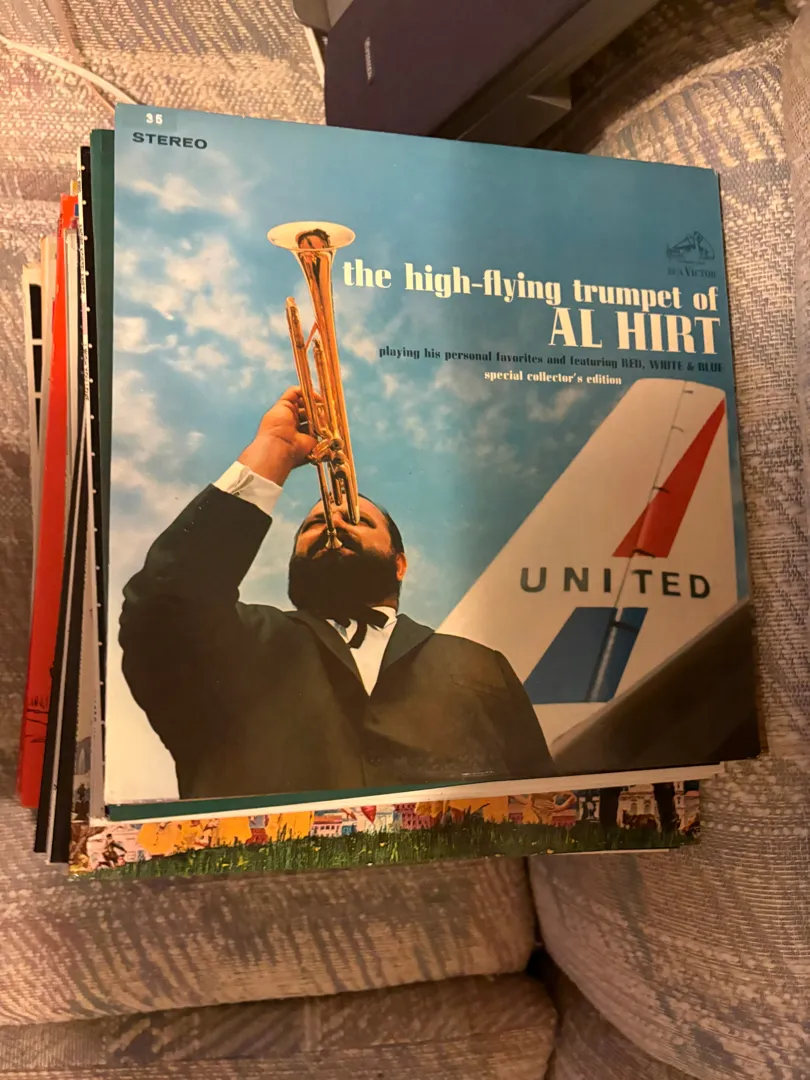 35
STEREO
RCA VICTOR
the high-flying trumpet of
AL HIRT
playing his personal favorites and featuring RED, WHITE & BLUE
special collector's edition
UNITED